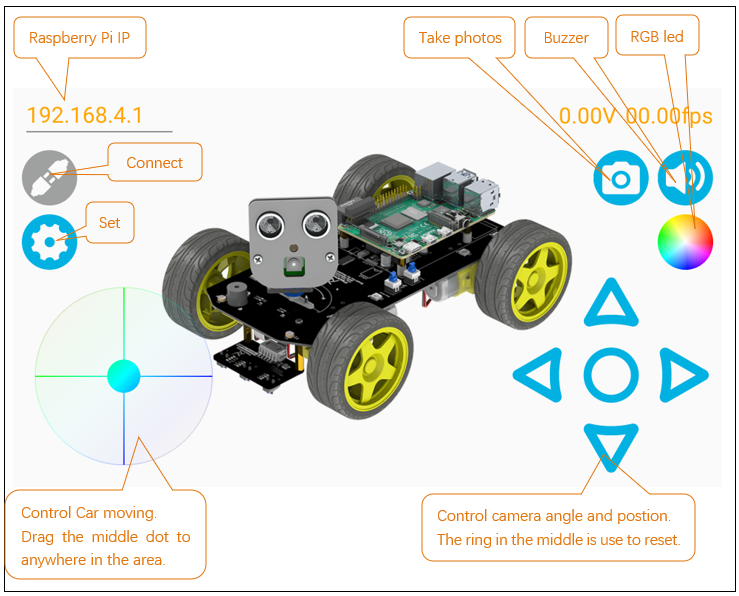 Raspberry Pi IP
Take photos
Buzzer
RGB led
192.168.4.1
0.00V 00.00fps
Connect
Set
Control Car moving.
Drag the middle dot to
anywhere in the area.
Control camera angle and postion.
The ring in the middle is use to reset.